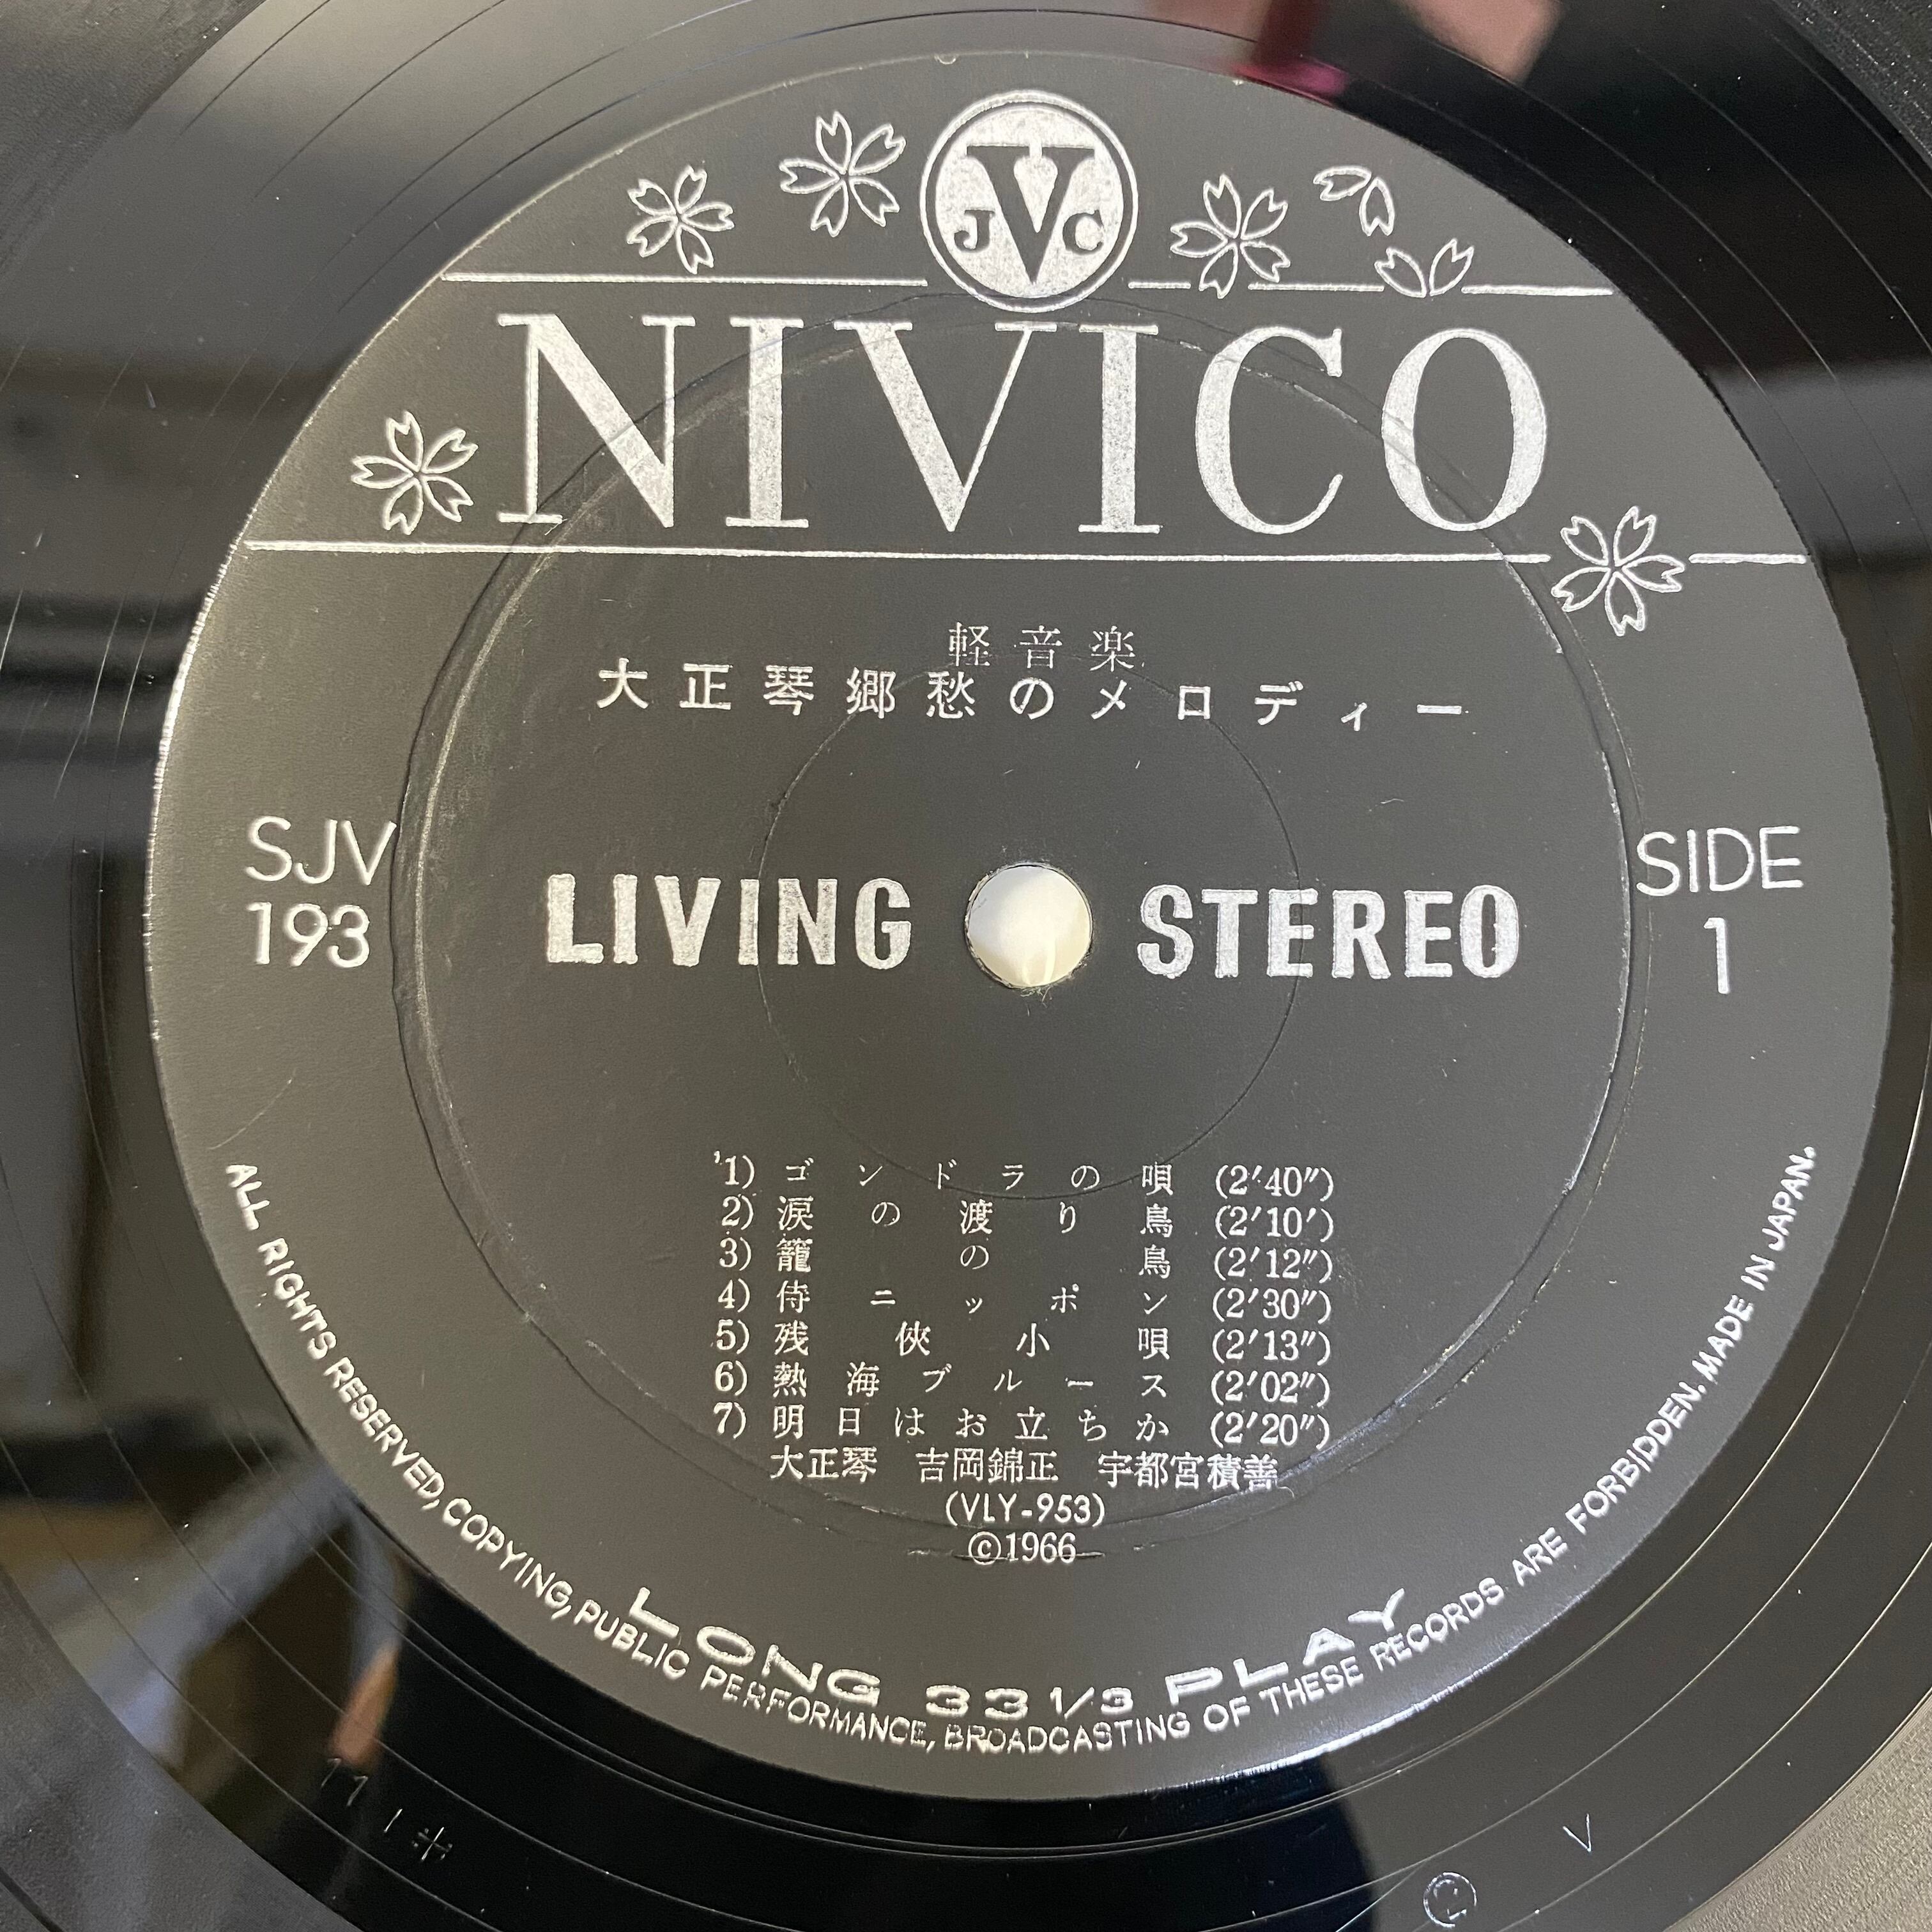 JVC
NIVICO
軽音楽
大正琴郷愁のメロディー
SJV
193
LIVING STEREO
SIDE
1
1) ゴンドラの唄 (2′40″)
2) 涙の渡り鳥 (2′10′)
3) 籠の鳥 (2′12″)
4) 侍ニッポン (2′30″)
5) 残俠小唄 (2′13″)
6) 熱海ブルース (2′02″)
7) 明日はお立ちか (2′20″)
大正琴 吉岡錦正 宇都宮積善
(VLY-953)
©1966
LONG 33 1/3 PLAY
ALL RIGHTS RESERVED, COPYING, PUBLIC PERFORMANCE, BROADCASTING OF THESE RECORDS ARE FORBIDDEN. MADE IN JAPAN.